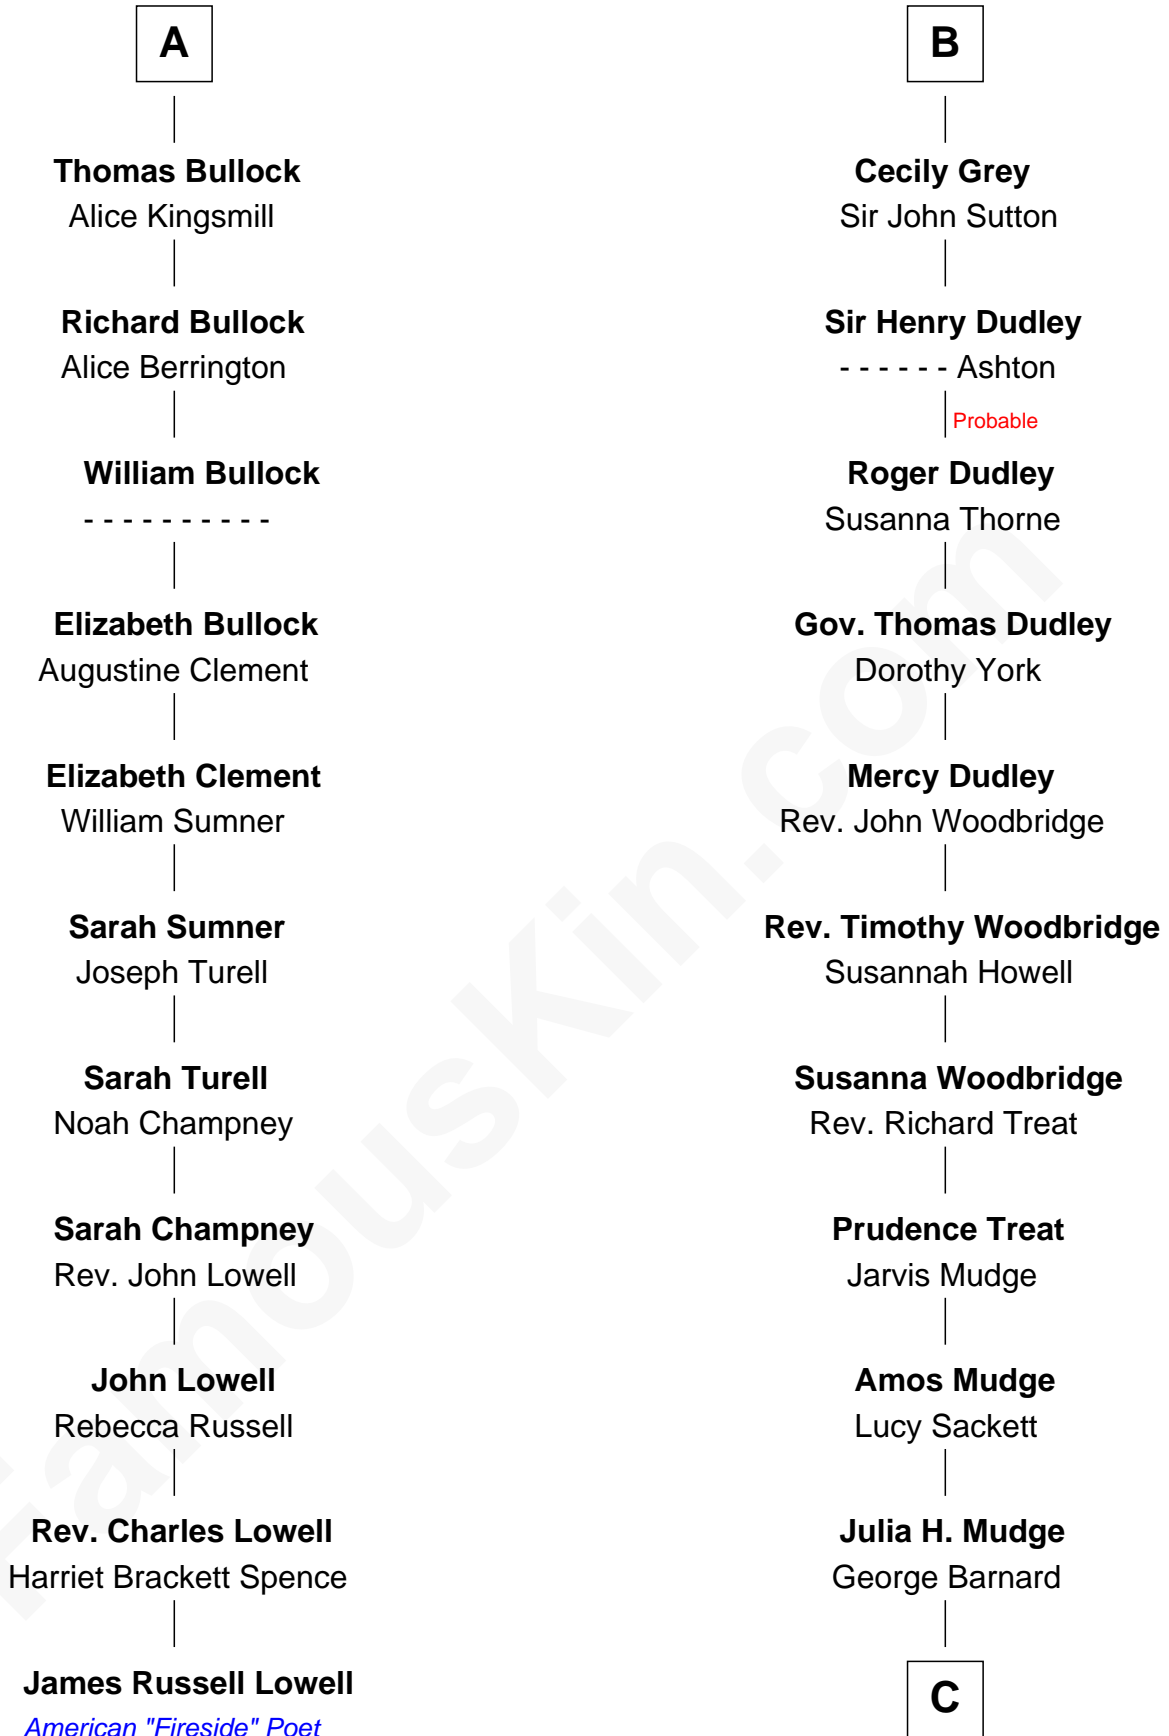 A
Thomas Bullock
Alice Kingsmill
Richard Bullock
Alice Berrington
William Bullock
- - - - - - - - - -
Elizabeth Bullock
Augustine Clement
Elizabeth Clement
William Sumner
Sarah Sumner
Joseph Turell
Sarah Turell
Noah Champney
Sarah Champney
Rev. John Lowell
John Lowell
Rebecca Russell
Rev. Charles Lowell
Harriet Brackett Spence
James Russell Lowell
American "Fireside" Poet
B
Cecily Grey
Sir John Sutton
Sir Henry Dudley
- - - - - - Ashton
Probable
Roger Dudley
Susanna Thorne
Gov. Thomas Dudley
Dorothy York
Mercy Dudley
Rev. John Woodbridge
Rev. Timothy Woodbridge
Susannah Howell
Susanna Woodbridge
Rev. Richard Treat
Prudence Treat
Jarvis Mudge
Amos Mudge
Lucy Sackett
Julia H. Mudge
George Barnard
C
FamousKin.com